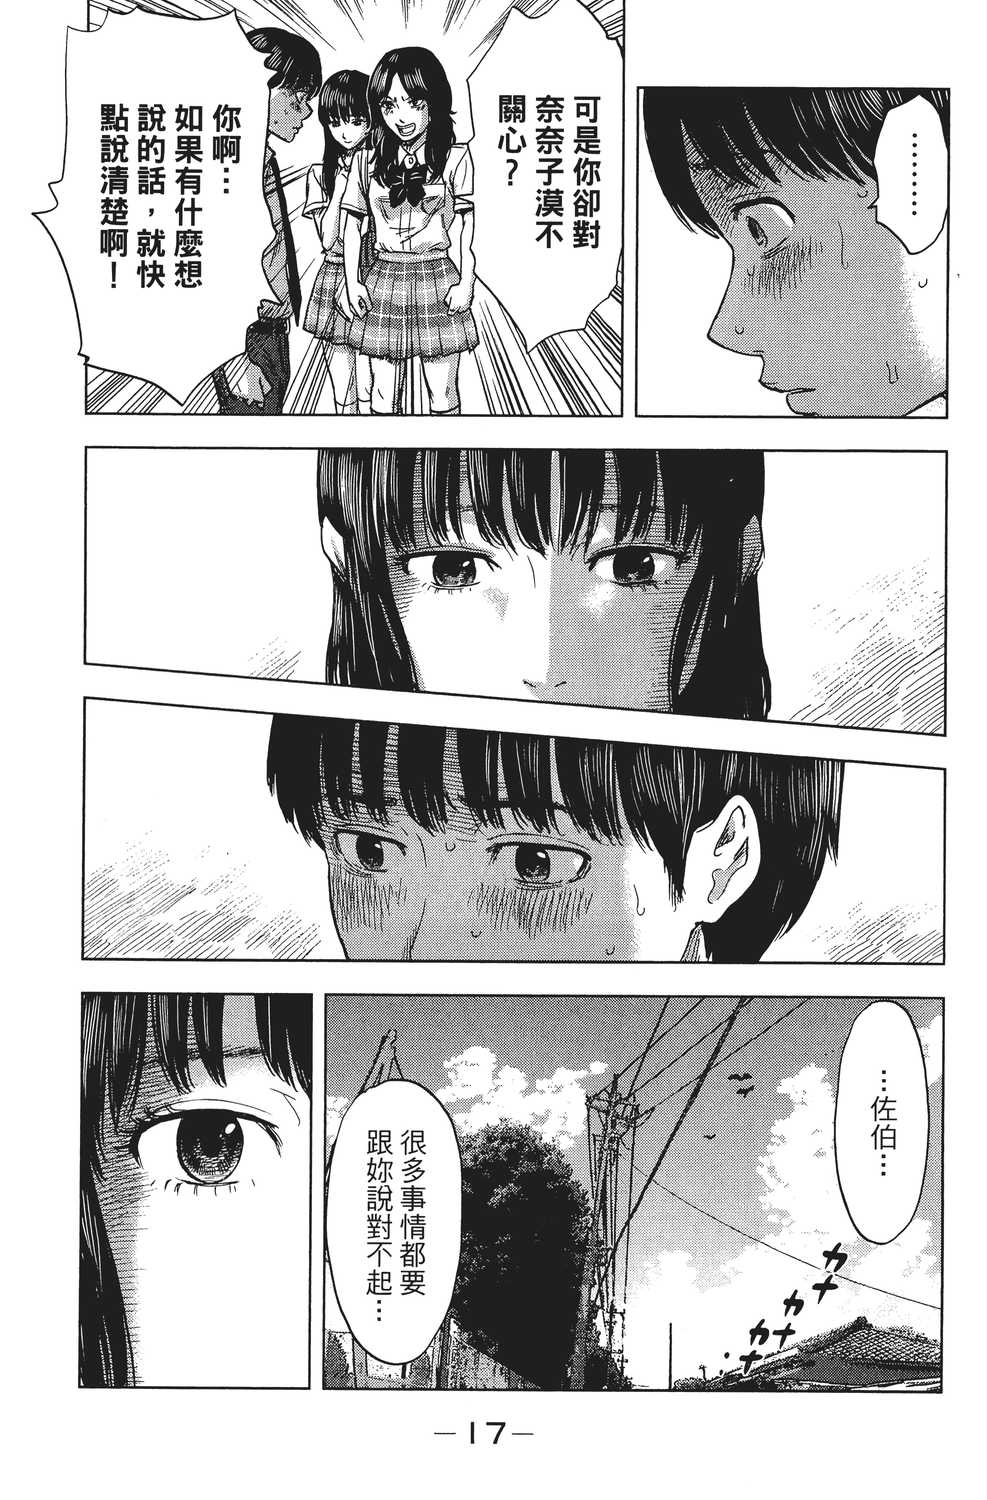 ………
可是你卻對
奈奈子漠不
關心？
你啊…
如果有什麼想
說的話，就快
點說清楚啊！
…佐伯…
カナカナカナ…
很多事情都要
跟妳說對不起…
—17—